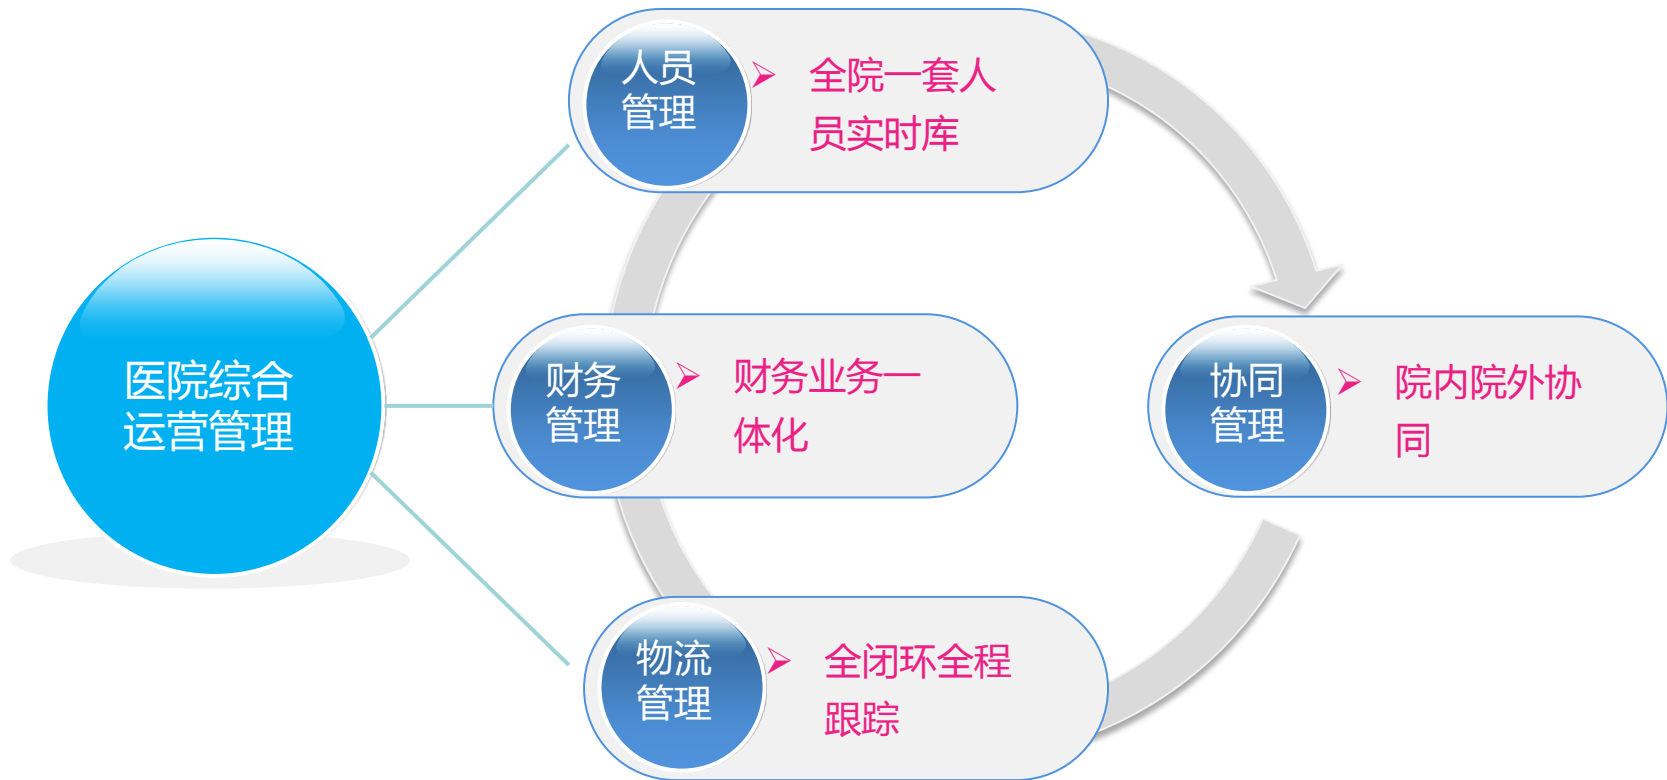 人员
管理
全院一套人
员实时库
医院综合
运营管理
财务
管理
财务业务一
体化
协同
管理
院内院外协
同
物流
管理
全闭环全程
跟踪